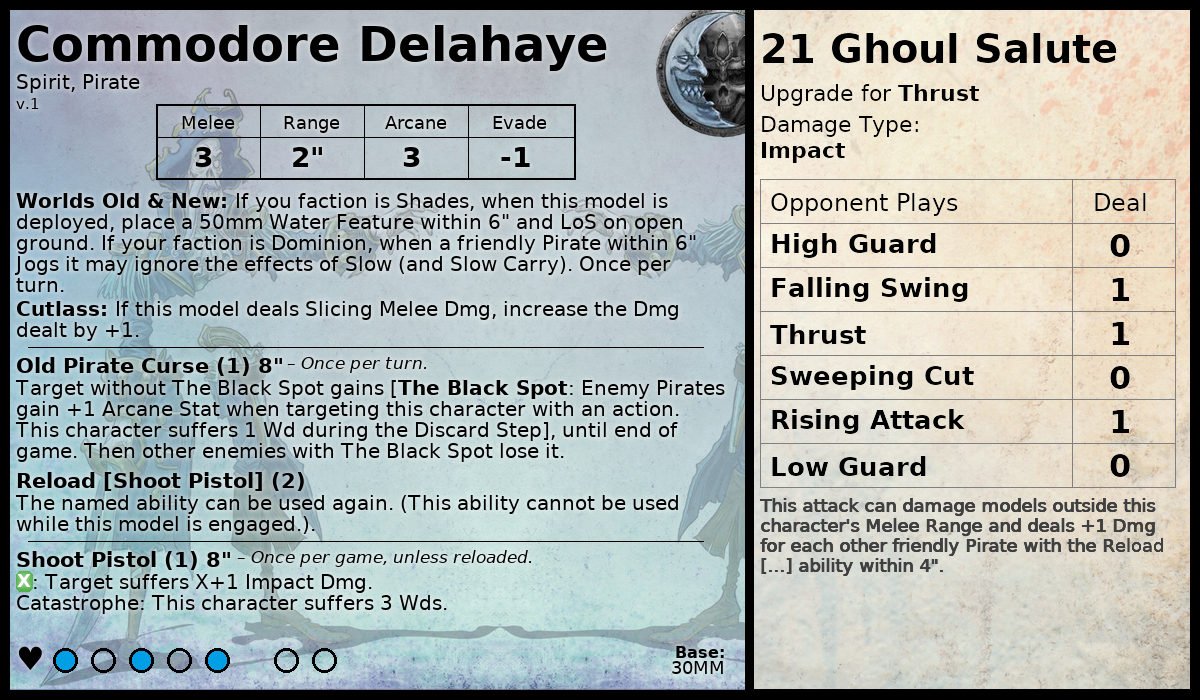 Commodore Delahaye
Spirit, Pirate
v.1
Melee Range Arcane Evade
3 2" 3 -1
Worlds Old & New: If you faction is Shades, when this model is
deployed, place a 50mm Water Feature within 6" and LoS on open
ground. If your faction is Dominion, when a friendly Pirate within 6"
Jogs it may ignore the effects of Slow (and Slow Carry). Once per
turn.
Cutlass: If this model deals Slicing Melee Dmg, increase the Dmg
dealt by +1.
Old Pirate Curse (1) 8" – Once per turn.
Target without The Black Spot gains [The Black Spot: Enemy Pirates
gain +1 Arcane Stat when targeting this character with an action.
This character suffers 1 Wd during the Discard Step], until end of
game. Then other enemies with The Black Spot lose it.
Reload [Shoot Pistol] (2)
The named ability can be used again. (This ability cannot be used
while this model is engaged.).
Shoot Pistol (1) 8" – Once per game, unless reloaded.
X: Target suffers X+1 Impact Dmg.
Catastrophe: This character suffers 3 Wds.
Base:
30MM
21 Ghoul Salute
Upgrade for Thrust
Damage Type:
Impact
Opponent Plays Deal
High Guard 0
Falling Swing 1
Thrust 1
Sweeping Cut 0
Rising Attack 1
Low Guard 0
This attack can damage models outside this
character's Melee Range and deals +1 Dmg
for each other friendly Pirate with the Reload
[...] ability within 4".